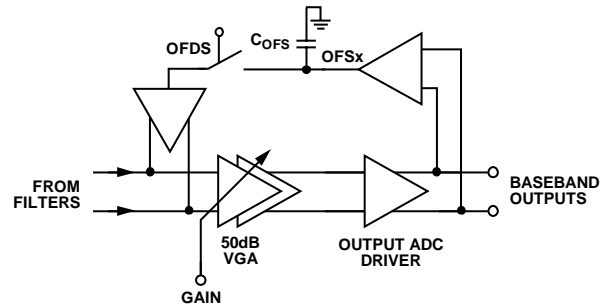 OFDS
COFS
OFSx
FROM
FILTERS
50dB
VGA
GAIN
OUTPUT ADC
DRIVER
BASEBAND
OUTPUTS